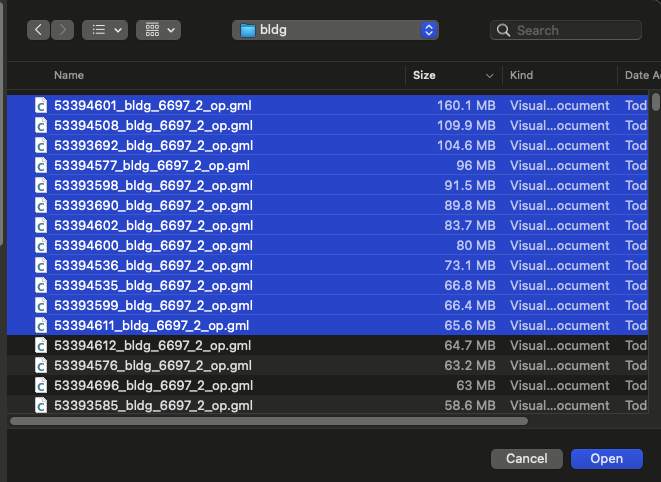 bldg
Search
Name Size Kind Date A
53394601_bldg_6697_2_op.gml 160.1 MB Visual...ocument Tod
53394508_bldg_6697_2_op.gml 109.9 MB Visual...ocument Tod
53393692_bldg_6697_2_op.gml 104.6 MB Visual...ocument Tod
53394577_bldg_6697_2_op.gml 96 MB Visual...ocument Tod
53393598_bldg_6697_2_op.gml 91.5 MB Visual...ocument Tod
53393690_bldg_6697_2_op.gml 89.8 MB Visual...ocument Tod
53394602_bldg_6697_2_op.gml 83.7 MB Visual...ocument Tod
53394600_bldg_6697_2_op.gml 80 MB Visual...ocument Tod
53394536_bldg_6697_2_op.gml 73.1 MB Visual...ocument Tod
53394535_bldg_6697_2_op.gml 66.8 MB Visual...ocument Tod
53393599_bldg_6697_2_op.gml 66.4 MB Visual...ocument Tod
53394611_bldg_6697_2_op.gml 65.6 MB Visual...ocument Tod
53394612_bldg_6697_2_op.gml 64.7 MB Visual...ocument Tod
53394576_bldg_6697_2_op.gml 63.2 MB Visual...ocument Tod
53394696_bldg_6697_2_op.gml 63 MB Visual...ocument Tod
53393585_bldg_6697_2_op.gml 58.6 MB Visual...ocument Tod
Cancel Open